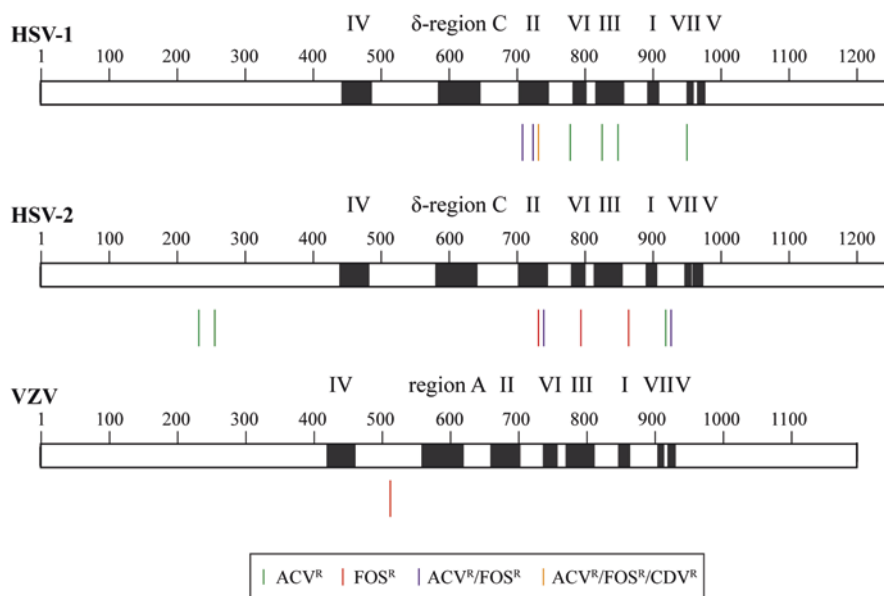 IV δ-region C II VI III I VII V
HSV-1
1 100 200 300 400 500 600 700 800 900 1000 1100 1200
IV δ-region C II VI III I VII V
HSV-2
1 100 200 300 400 500 600 700 800 900 1000 1100 1200
IV region A II VI III I VII V
VZV
1 100 200 300 400 500 600 700 800 900 1000 1100
ACVᴿ FOSᴿ ACVᴿ/FOSᴿ ACVᴿ/FOSᴿ/CDVᴿ